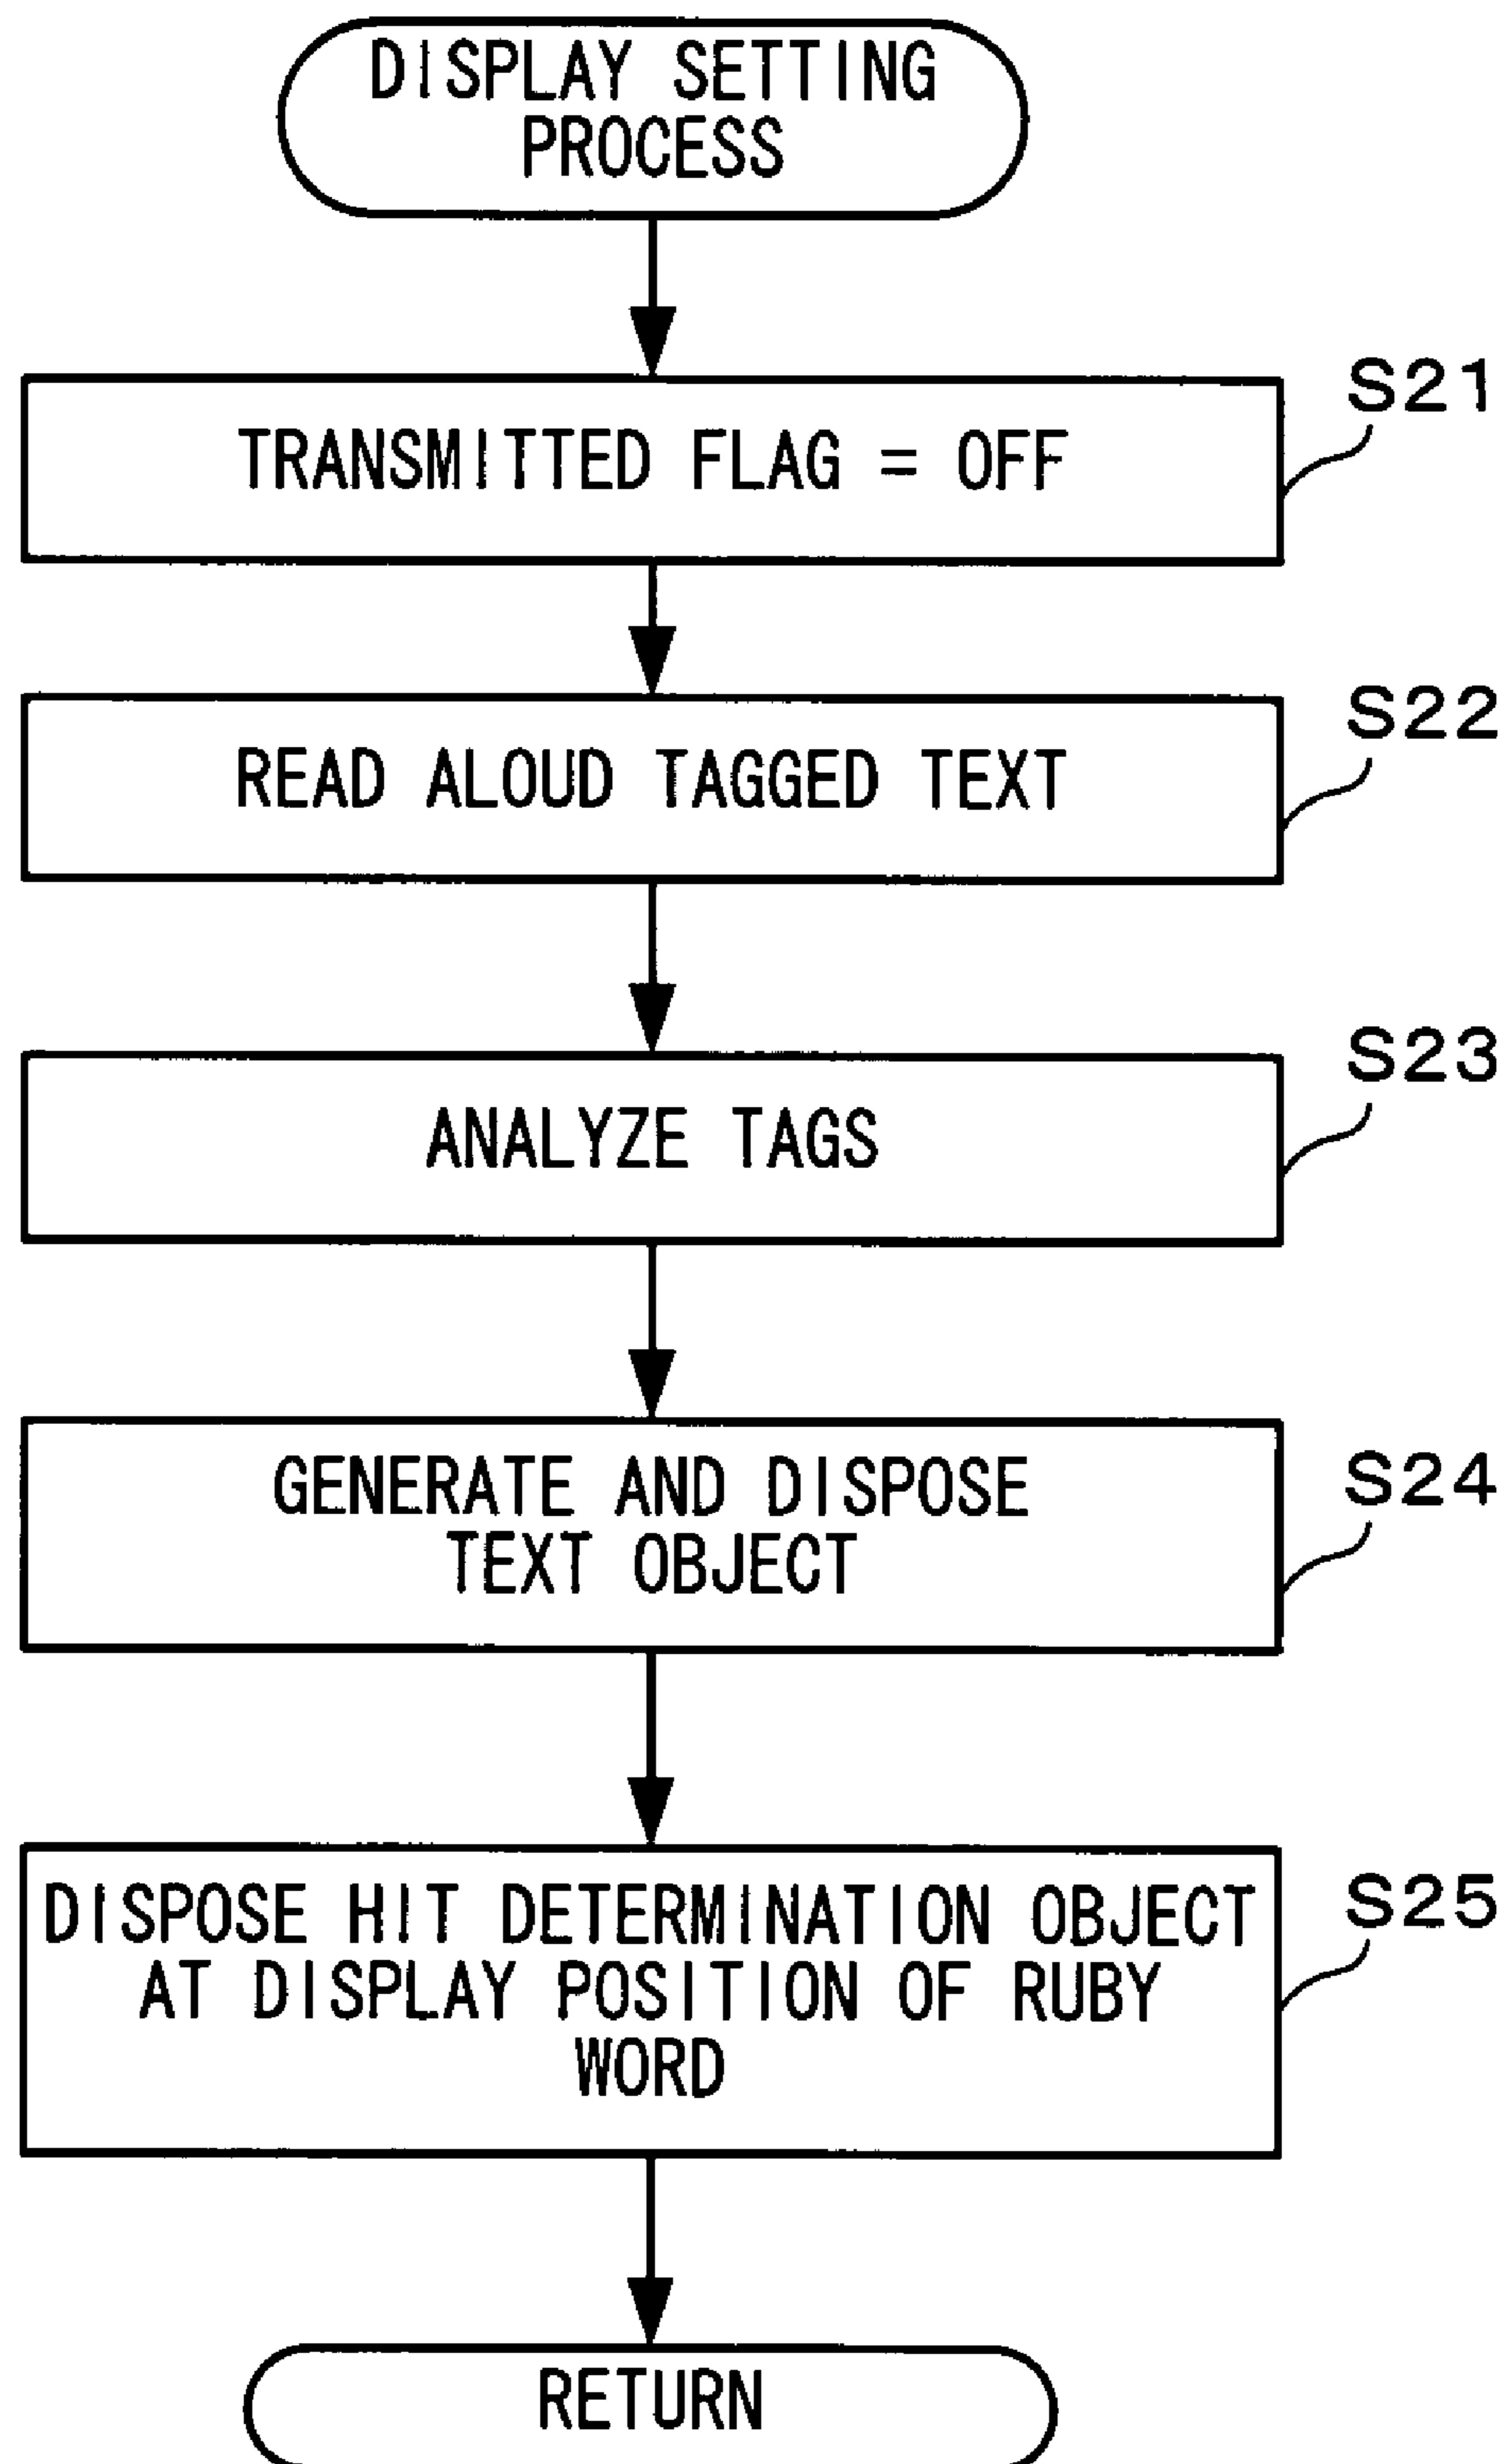 DISPLAY SETTING
PROCESS
S21
TRANSMITTED FLAG = OFF
S22
READ ALOUD TAGGED TEXT
S23
ANALYZE TAGS
S24
GENERATE AND DISPOSE
TEXT OBJECT
S25
DISPOSE HIT DETERMINATION OBJECT
AT DISPLAY POSITION OF RUBY
WORD
RETURN